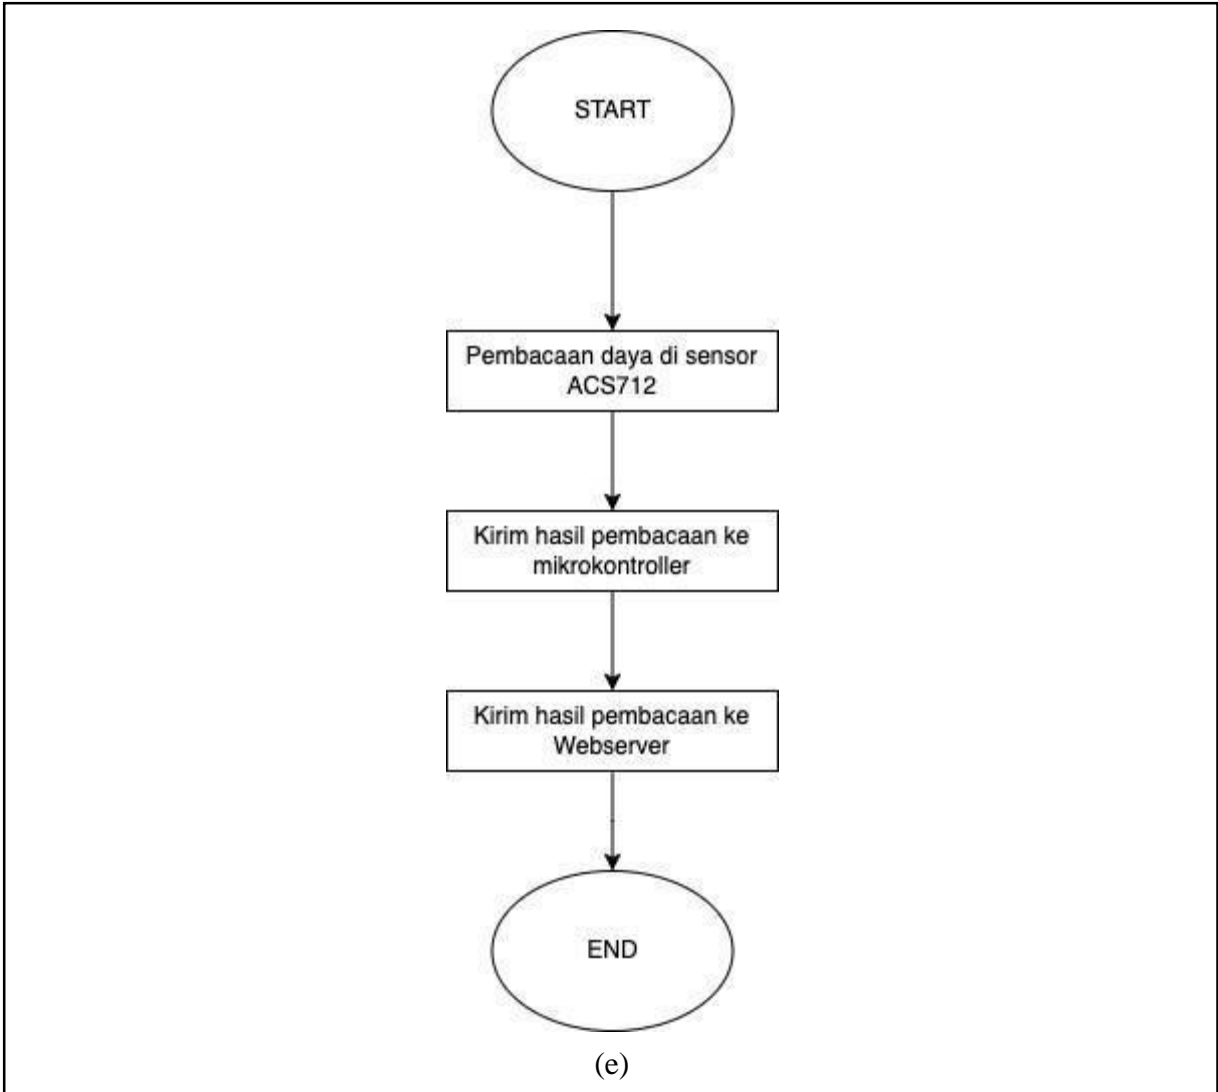 START
Pembacaan daya di sensor
ACS712
Kirim hasil pembacaan ke
mikrokontroller
Kirim hasil pembacaan ke
Webserver
END
(e)